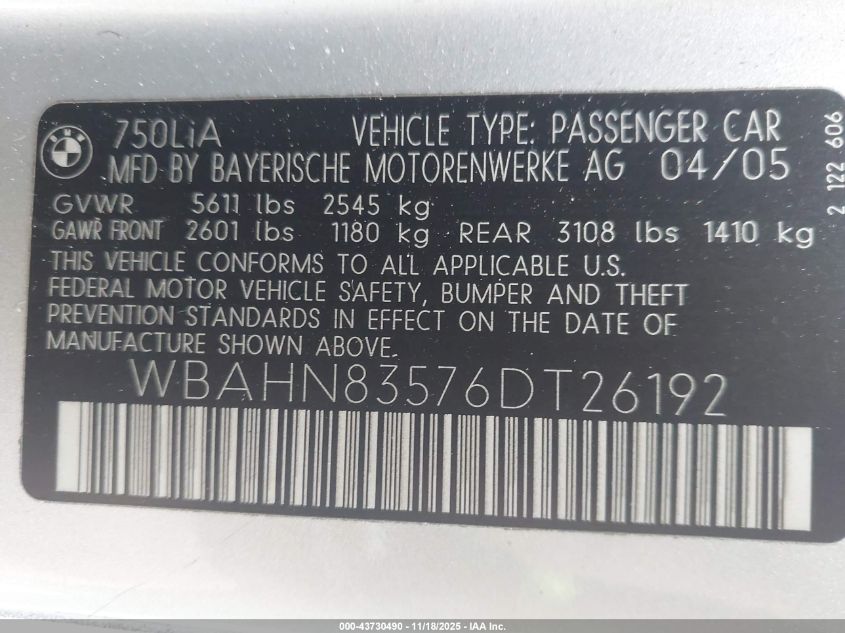 BMW
750LiA VEHICLE TYPE: PASSENGER CAR
MFD BY BAYERISCHE MOTORENWERKE AG 04/05
GVWR 5611 lbs 2545 kg
GAWR FRONT 2601 lbs 1180 kg REAR 3108 lbs 1410 kg
THIS VEHICLE CONFORMS TO ALL APPLICABLE U.S.
FEDERAL MOTOR VEHICLE SAFETY, BUMPER AND THEFT
PREVENTION STANDARDS IN EFFECT ON THE DATE OF
MANUFACTURE SHOWN ABOVE.
WBAHN83576DT26192
2 122 606
000-43730490 - 11/18/2025 - IAA Inc.